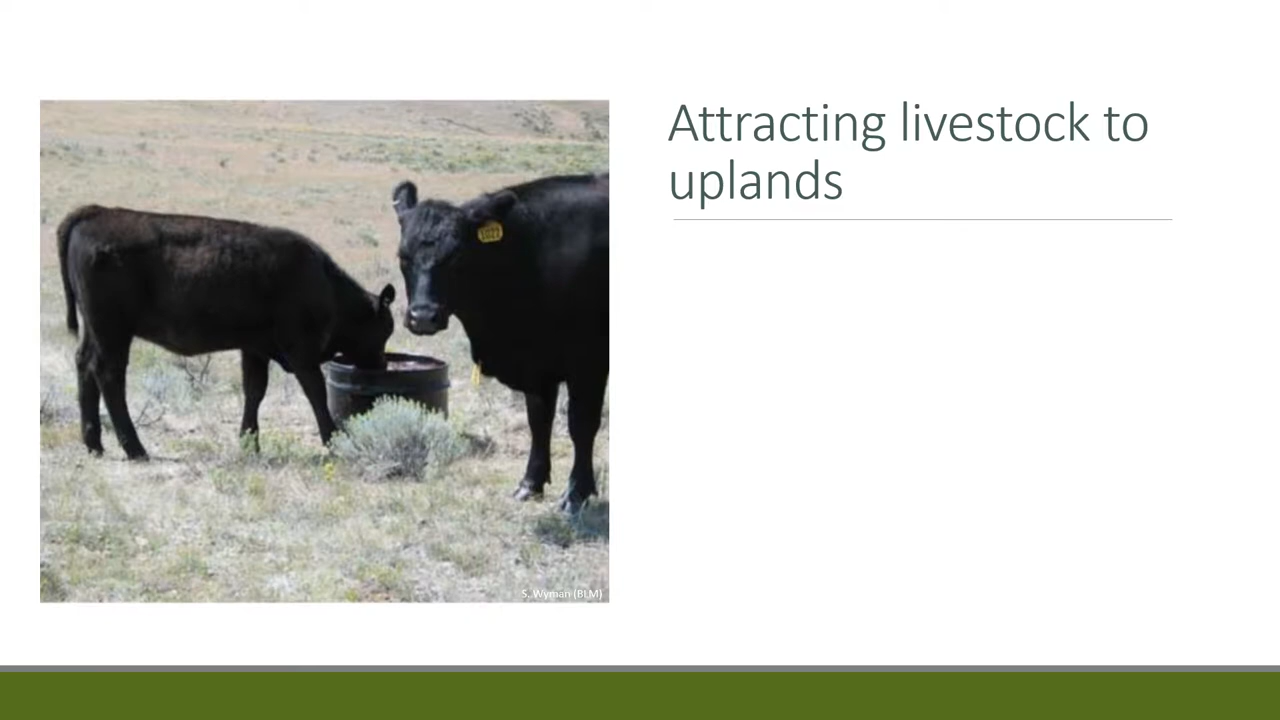 Attracting livestock to
uplands
S. Wyman (BLM)